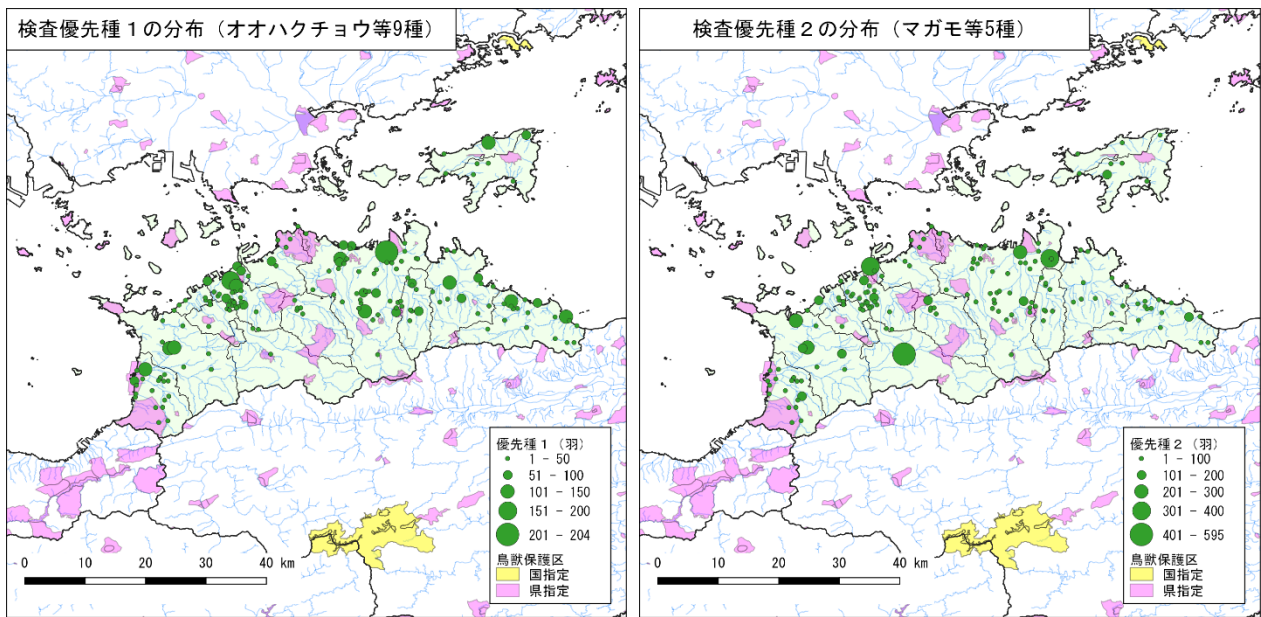 検査優先種１の分布（オオハクチョウ等9種）
優先種１（羽）
1 - 50
51 - 100
101 - 150
151 - 200
201 - 204
鳥獣保護区
国指定
県指定
0 10 20 30 40 km
検査優先種２の分布（マガモ等5種）
優先種２（羽）
1 - 100
101 - 200
201 - 300
301 - 400
401 - 595
鳥獣保護区
国指定
県指定
0 10 20 30 40 km